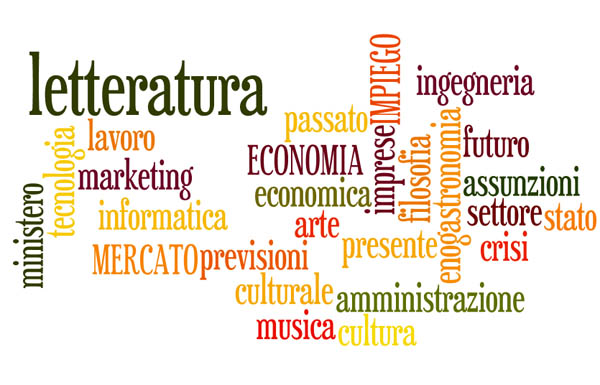 letteratura
IMPIEGO
ingegneria
passato
lavoro
tecnologia
imprese
filosofia
enogastronomia
futuro
ECONOMIA
marketing
economica
assunzioni
ministero
informatica
arte
settore
stato
presente
crisi
MERCATO
previsioni
culturale
amministrazione
musica
cultura